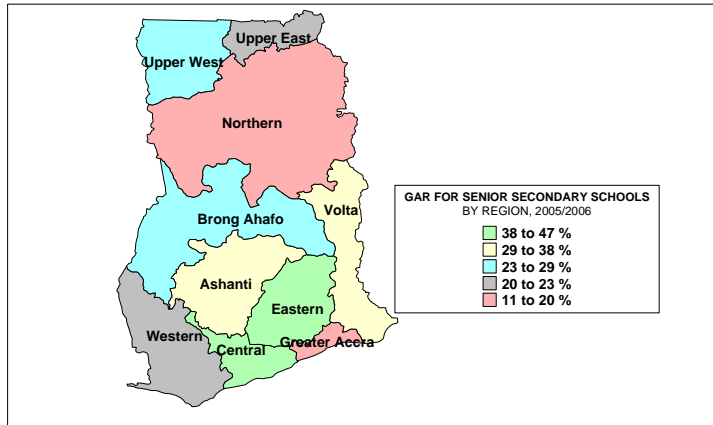 Upper East
Upper West
Northern
Volta
Brong Ahafo
Ashanti
Eastern
Western
Central
Greater Accra
GAR FOR SENIOR SECONDARY SCHOOLS
BY REGION, 2005/2006
38 to 47 %
29 to 38 %
23 to 29 %
20 to 23 %
11 to 20 %